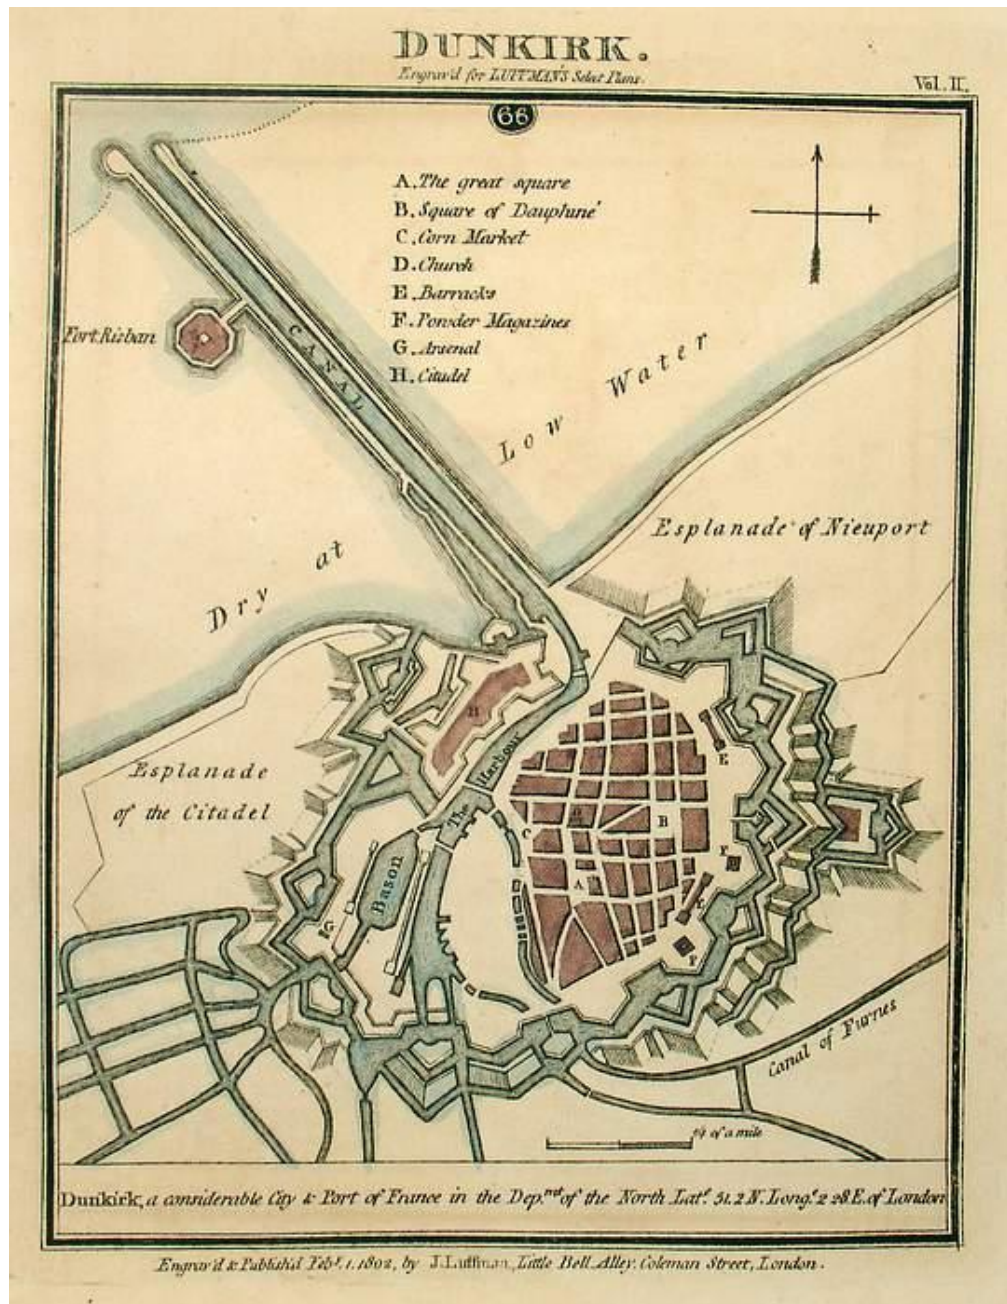 DUNKIRK.
Engrav'd for LUFFMAN'S Select Plans.
Vol. II.
66
A. The great square
B. Square of Dauphine'
C. Corn Market
D. Church
E. Barracks
F. Powder Magazines
G. Arsenal
H. Citadel
Fort Risban
CANAL
Low Water
Dry at
Esplanade of Nieuport
Esplanade
of the Citadel
H
The Harbour
E
D
B
C
F
A
E
Bason
G
F
Canal of Furnes
1/4 of a mile
Dunkirk, a considerable City & Port of France in the Dep.mt of the North Lat.e 51.2 N. Long.e 2 28 E. of London
Engrav'd & Publish'd Feb.y 1. 1802, by J. Luffman, Little Bell Alley, Coleman Street, London.